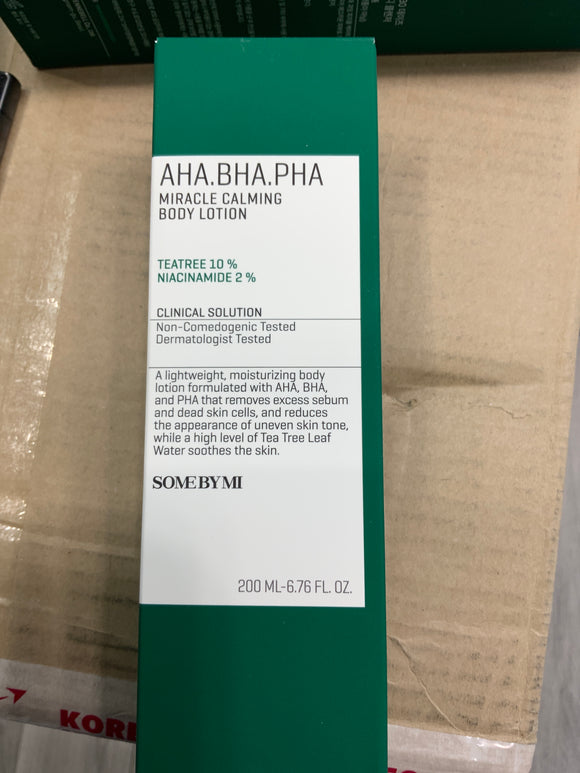 AHA.BHA.PHA
MIRACLE CALMING
BODY LOTION
TEATREE 10 %
NIACINAMIDE 2 %
CLINICAL SOLUTION
Non-Comedogenic Tested
Dermatologist Tested
A lightweight, moisturizing body
lotion formulated with AHA, BHA,
and PHA that removes excess sebum
and dead skin cells, and reduces
the appearance of uneven skin tone,
while a high level of Tea Tree Leaf
Water soothes the skin.
SOME BY MI
200 ML-6.76 FL. OZ.